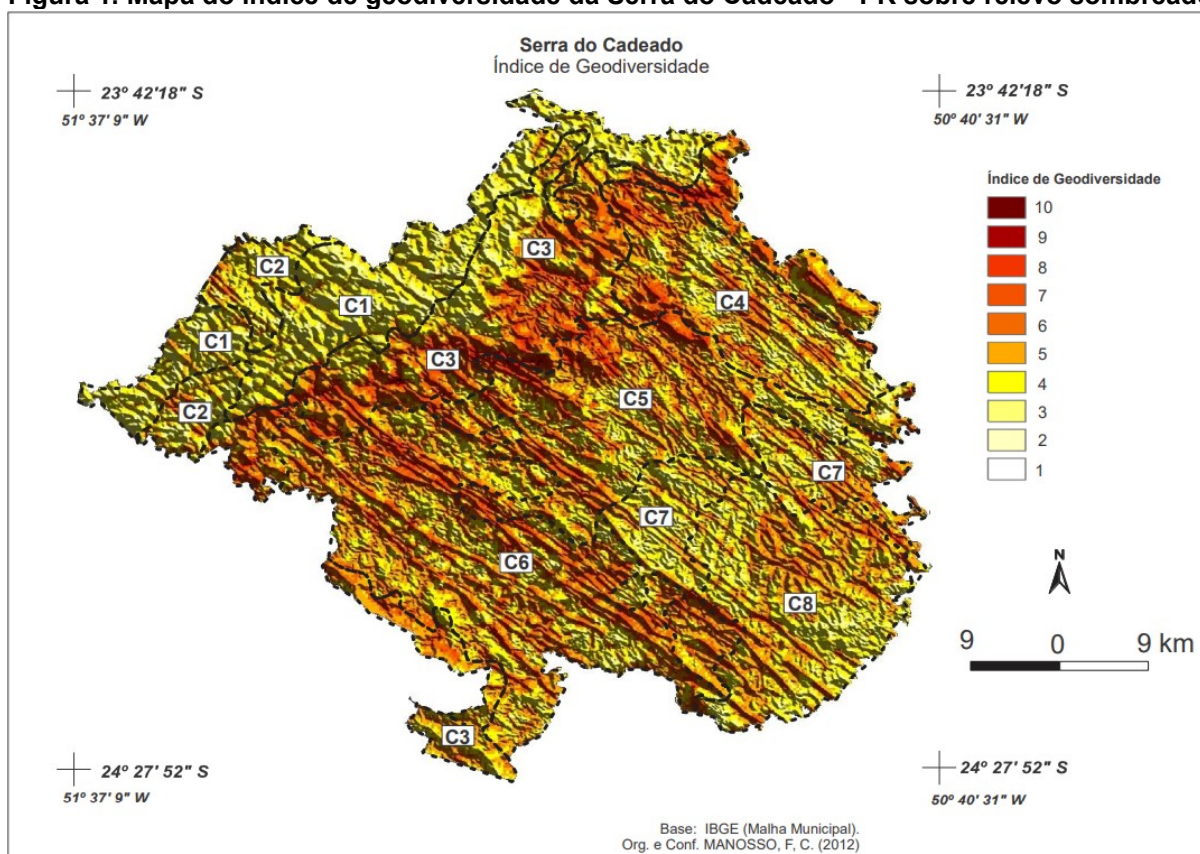 Figura 1: Mapa do índice de geodiversidade da Serra do Cadeado - PR sobre relevo sombreado
Serra do Cadeado
Índice de Geodiversidade
23º 42'18" S
51º 37' 9" W
23º 42'18" S
50º 40' 31" W
Índice de Geodiversidade
10
9
8
7
6
5
4
3
2
1
C3
C2
C1
C4
C1
C3
C5
C2
C7
C7
C6
C8
C3
N
9 0 9 km
24º 27' 52" S
51º 37' 9" W
24º 27' 52" S
50º 40' 31" W
Base: IBGE (Malha Municipal).
Org. e Conf. MANOSSO, F, C. (2012)